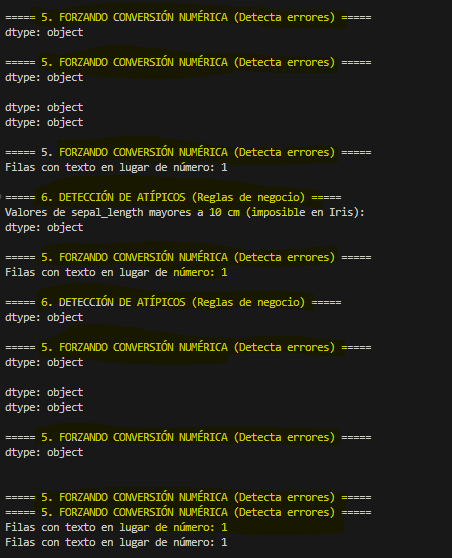 ===== 5. FORZANDO CONVERSIÓN NUMÉRICA (Detecta errores) =====
dtype: object
===== 5. FORZANDO CONVERSIÓN NUMÉRICA (Detecta errores) =====
dtype: object
dtype: object
dtype: object
===== 5. FORZANDO CONVERSIÓN NUMÉRICA (Detecta errores) =====
Filas con texto en lugar de número: 1
===== 6. DETECCIÓN DE ATÍPICOS (Reglas de negocio) =====
Valores de sepal_length mayores a 10 cm (imposible en Iris):
dtype: object
===== 5. FORZANDO CONVERSIÓN NUMÉRICA (Detecta errores) =====
Filas con texto en lugar de número: 1
===== 6. DETECCIÓN DE ATÍPICOS (Reglas de negocio) =====
dtype: object
===== 5. FORZANDO CONVERSIÓN NUMÉRICA (Detecta errores) =====
dtype: object
dtype: object
dtype: object
===== 5. FORZANDO CONVERSIÓN NUMÉRICA (Detecta errores) =====
dtype: object
===== 5. FORZANDO CONVERSIÓN NUMÉRICA (Detecta errores) =====
===== 5. FORZANDO CONVERSIÓN NUMÉRICA (Detecta errores) =====
Filas con texto en lugar de número: 1
Filas con texto en lugar de número: 1